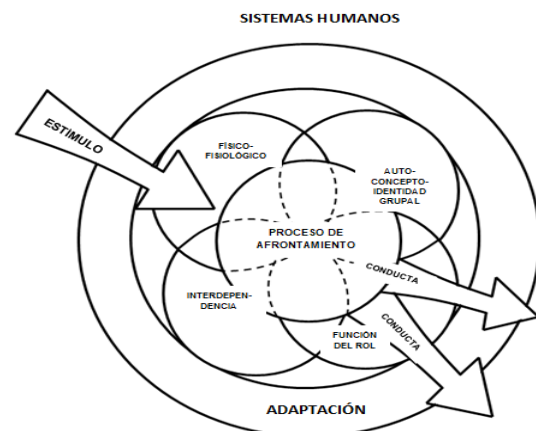 SISTEMAS HUMANOS
ESTÍMULO
FÍSICO-
FISIOLÓGICO
AUTO-
CONCEPTO-
IDENTIDAD
GRUPAL
PROCESO DE
AFRONTAMIENTO
CONDUCTA
INTERDEPEN-
DENCIA
CONDUCTA
FUNCIÓN
DEL ROL
ADAPTACIÓN